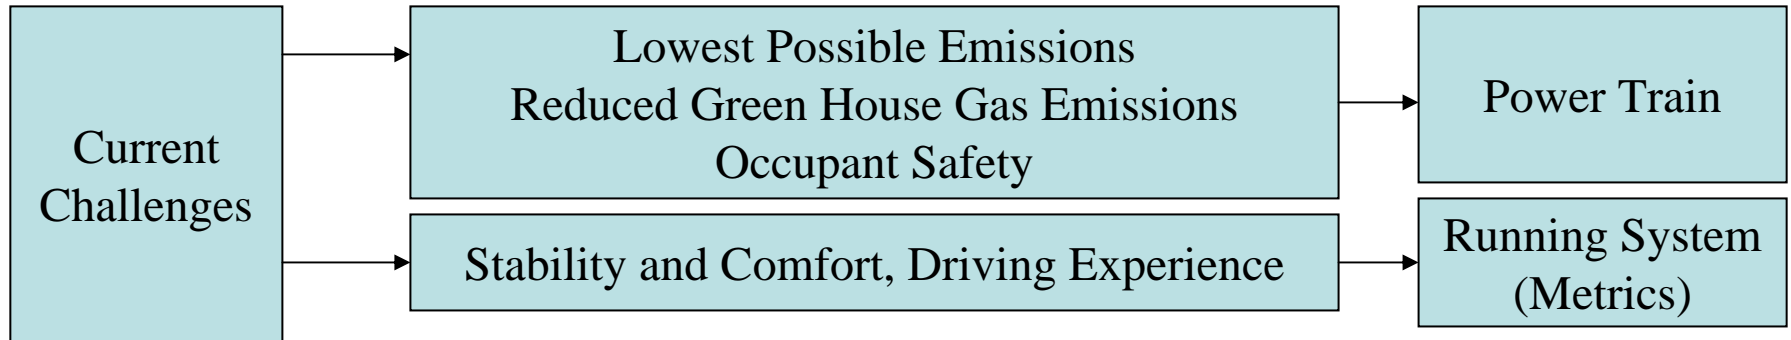 Current
Challenges
Lowest Possible Emissions
Reduced Green House Gas Emissions
Occupant Safety
Power Train
Stability and Comfort, Driving Experience
Running System
(Metrics)